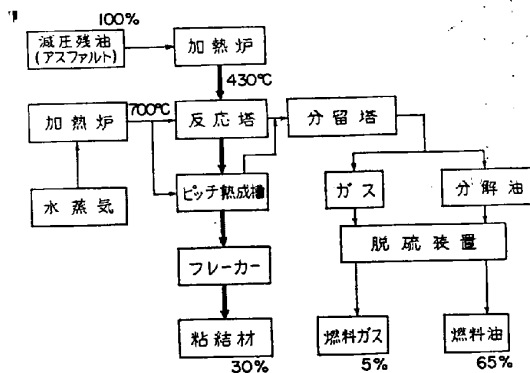 100%
減圧残油
(アスファルト)
加熱炉
430℃
加熱炉
700℃
反応塔
分留塔
水蒸気
ピッチ熟成槽
ガス
分解油
脱硫装置
フレーカー
粘結材
30%
燃料ガス
5%
燃料油
65%